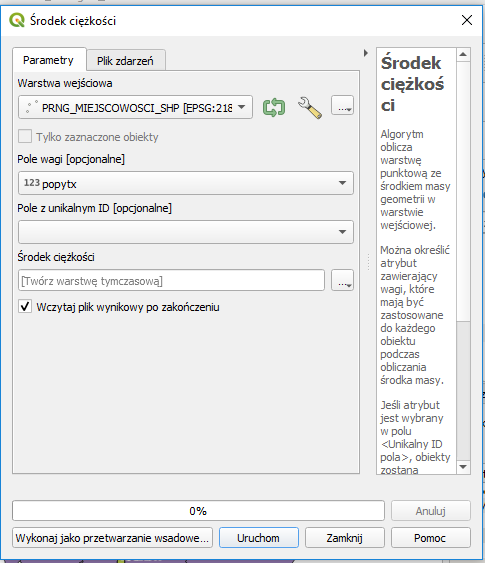 Środek ciężkości
Parametry
Plik zdarzeń
Warstwa wejściowa
PRNG_MIEJSCOWOSCI_SHP [EPSG:218
...
Tylko zaznaczone obiekty
Pole wagi [opcjonalne]
123 popytx
Pole z unikalnym ID [opcjonalne]
Środek ciężkości
[Twórz warstwę tymczasową]
...
Wczytaj plik wynikowy po zakończeniu
Środek
ciężkoś
ci
Algorytm
oblicza
warstwę
punktową ze
środkiem masy
geometrii w
warstwie
wejściowej.
Można określić
atrybut
zawierający
wagi, które
mają być
zastosowane
do każdego
obiektu
podczas
obliczania
środka masy.
Jeśli atrybut
jest wybrany
w polu
<Unikalny ID
pola>, obiekty
zostaną
0%
Anuluj
Wykonaj jako przetwarzanie wsadowe...
Uruchom
Zamknij
Pomoc